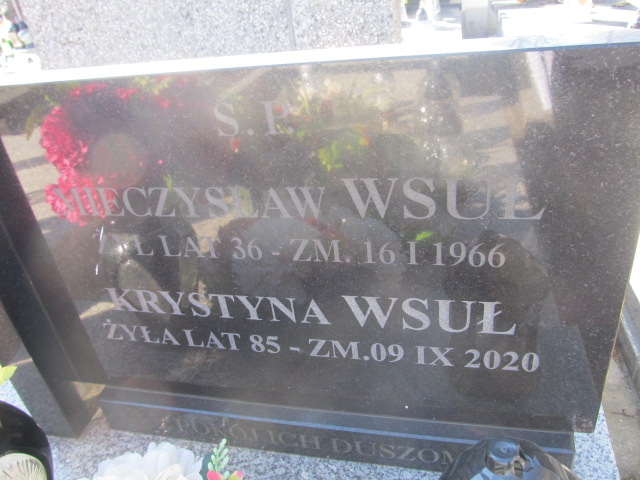 Ś.P.
MIECZYSŁAW WSUŁ
ŻYŁ LAT 36 - ZM. 16 I 1966
KRYSTYNA WSUŁ
ŻYŁA LAT 85 - ZM.09 IX 2020
POKÓJ ICH DUSZOM